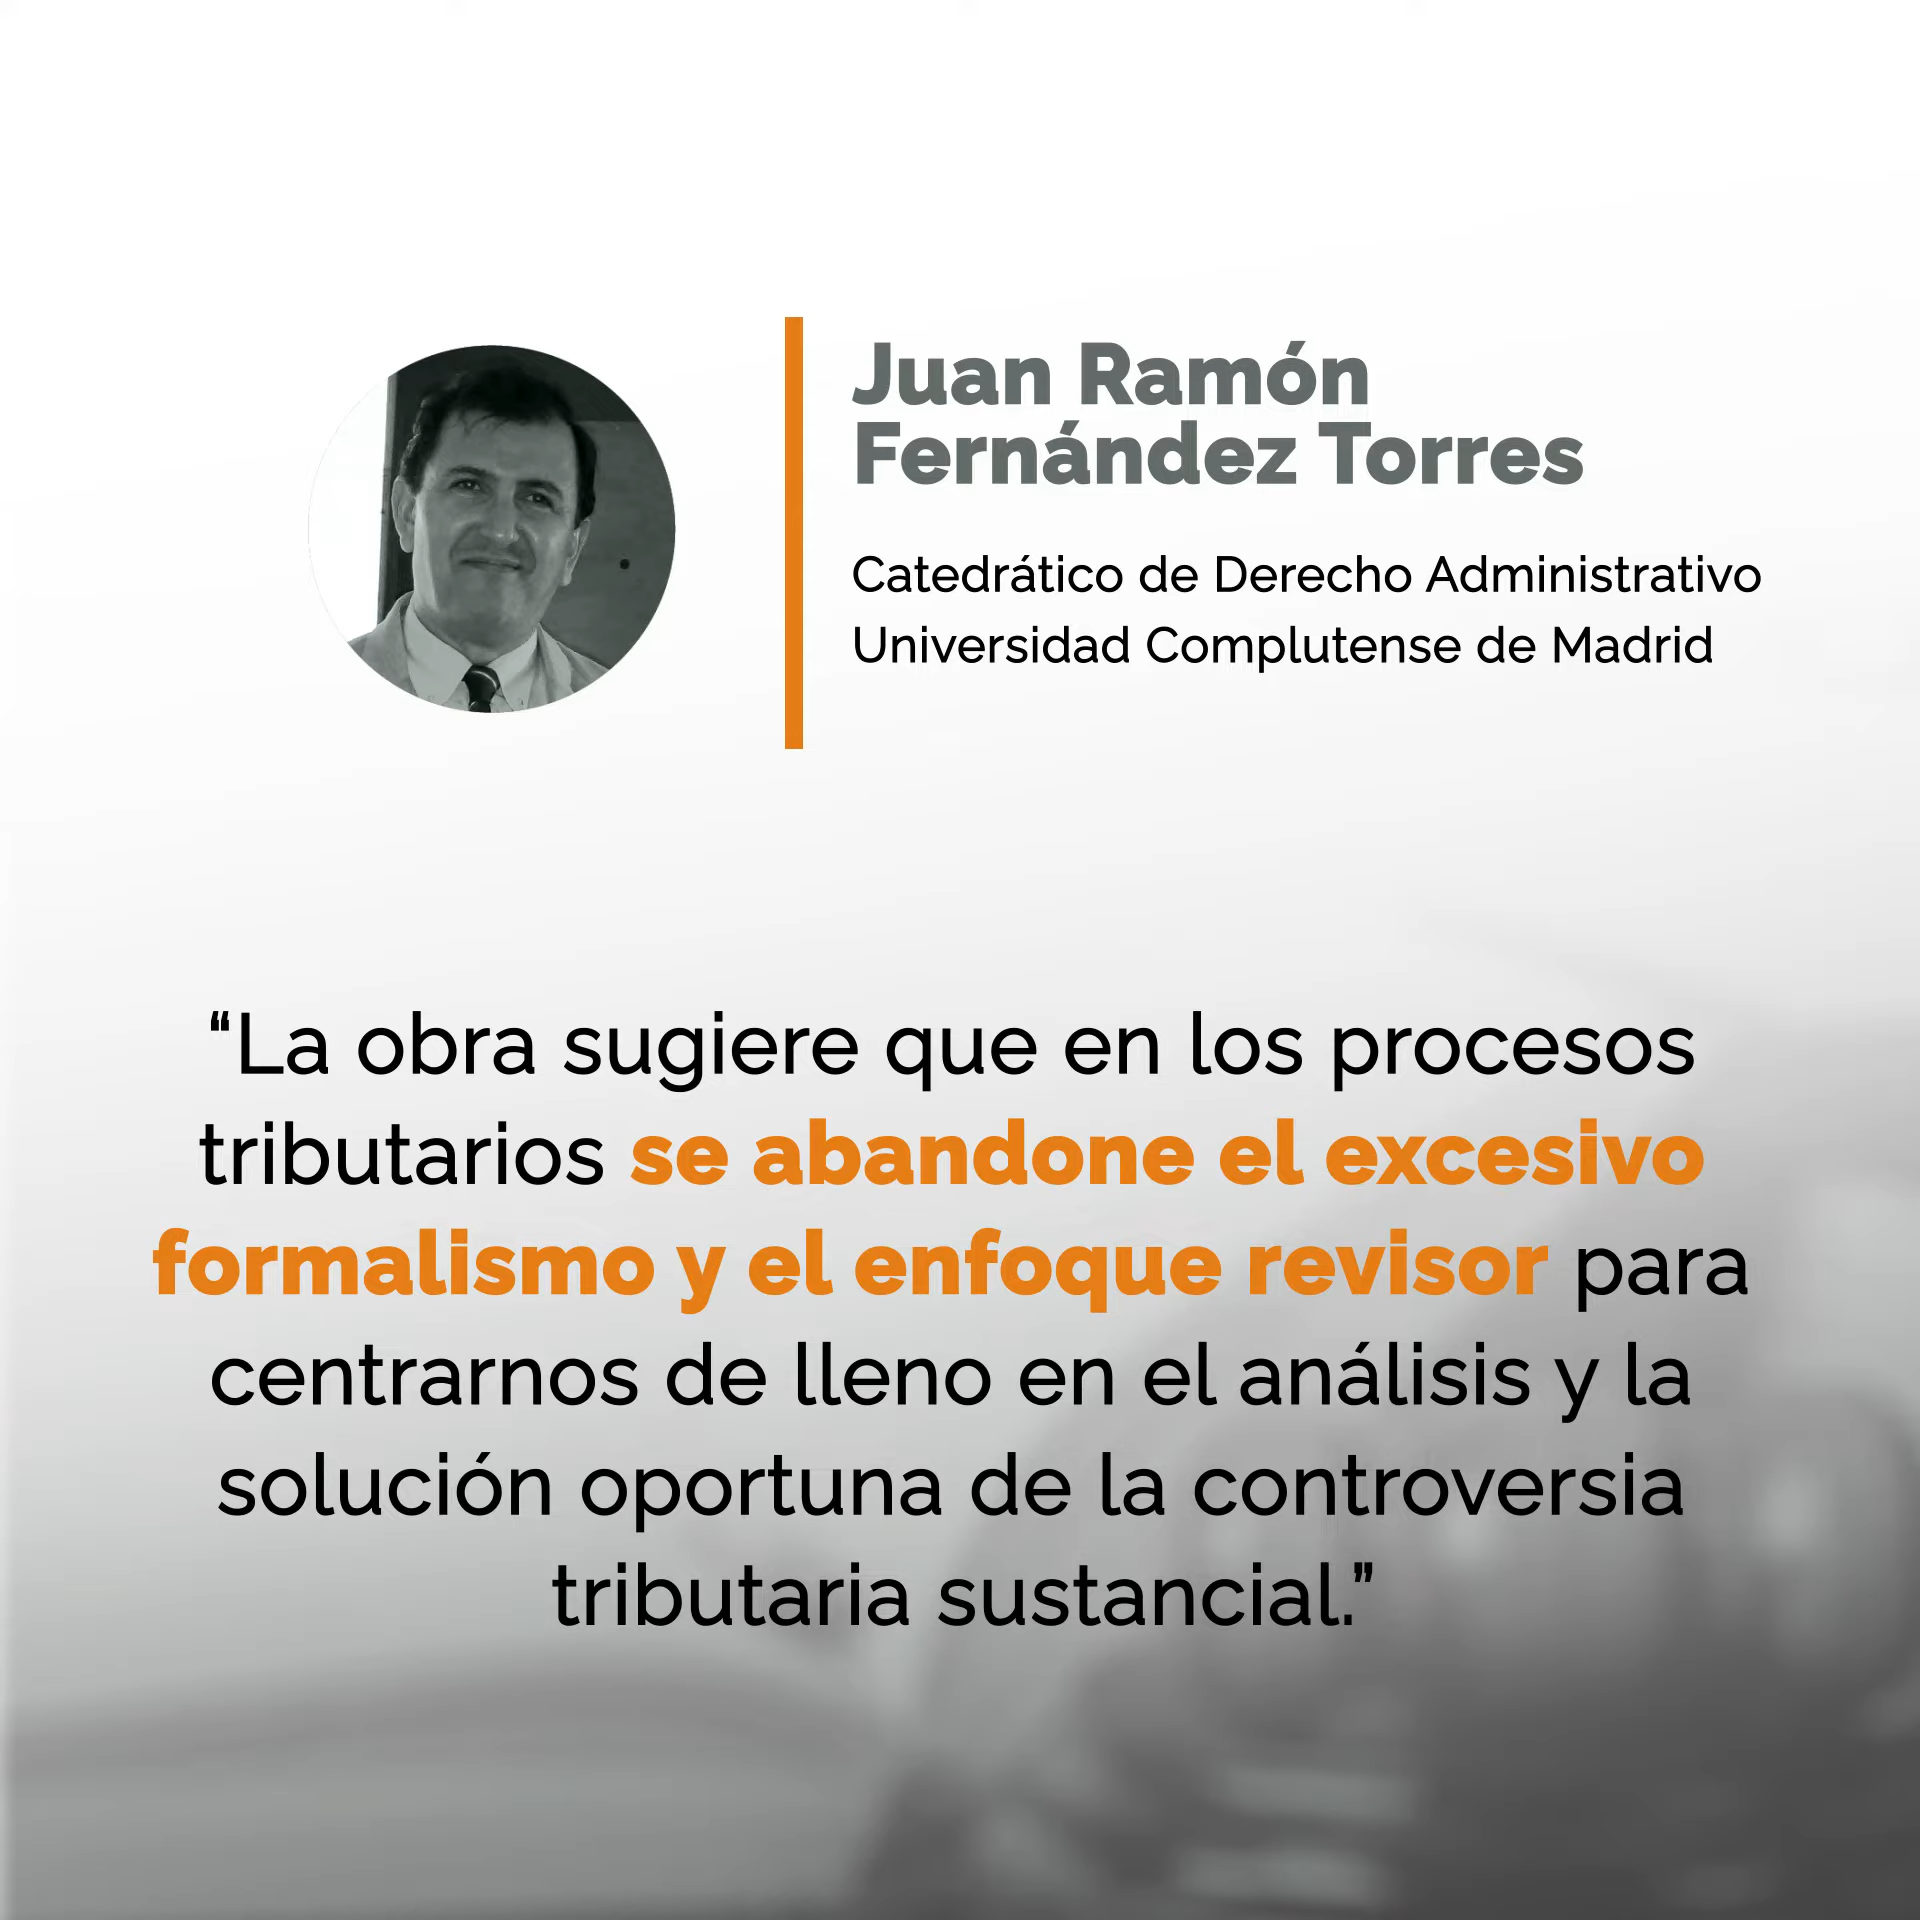 Juan Ramón
Fernández Torres
Catedrático de Derecho Administrativo
Universidad Complutense de Madrid
“La obra sugiere que en los procesos
tributarios se abandone el excesivo
formalismo y el enfoque revisor para
centrarnos de lleno en el análisis y la
solución oportuna de la controversia
tributaria sustancial.”